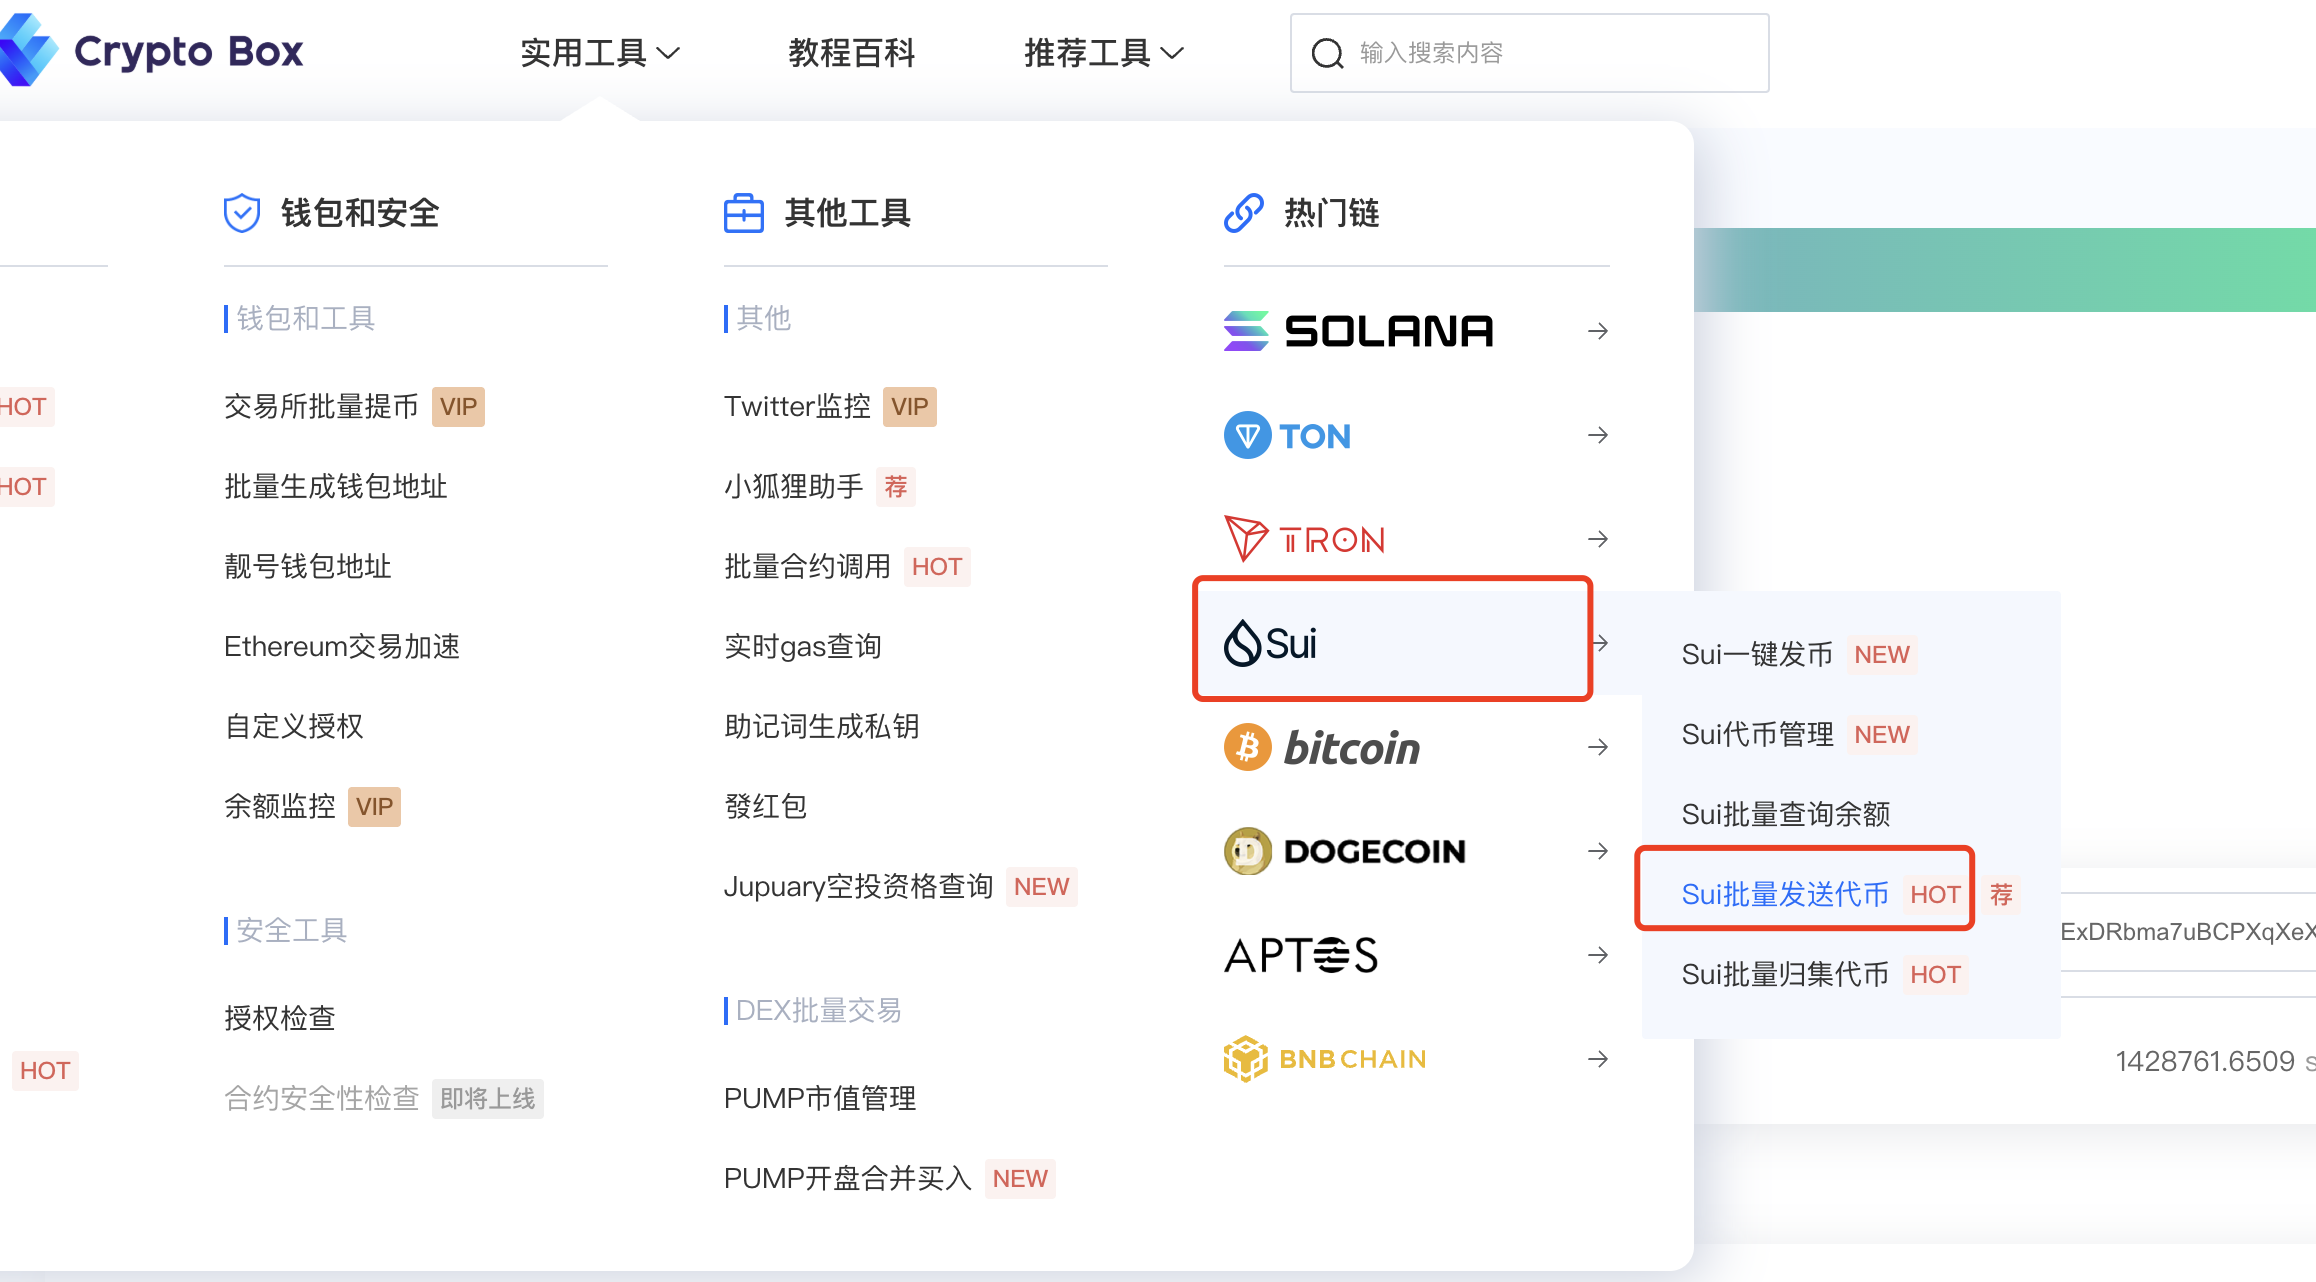 Crypto Box
实用工具
教程百科
推荐工具
输入搜索内容
HOT
HOT
HOT
钱包和安全
钱包和工具
交易所批量提币 VIP
批量生成钱包地址
靓号钱包地址
Ethereum交易加速
自定义授权
余额监控 VIP
安全工具
授权检查
合约安全性检查 即将上线
其他工具
其他
Twitter监控 VIP
小狐狸助手 荐
批量合约调用 HOT
实时gas查询
助记词生成私钥
發红包
Jupuary空投资格查询 NEW
DEX批量交易
PUMP市值管理
PUMP开盘合并买入 NEW
热门链
SOLANA
TON
TRON
Sui
bitcoin
DOGECOIN
APTOS
BNB CHAIN
Sui一键发币 NEW
Sui代币管理 NEW
Sui批量查询余额
Sui批量发送代币 HOT 荐
Sui批量归集代币 HOT
ExDRbma7uBCPXqXeX
1428761.6509 s